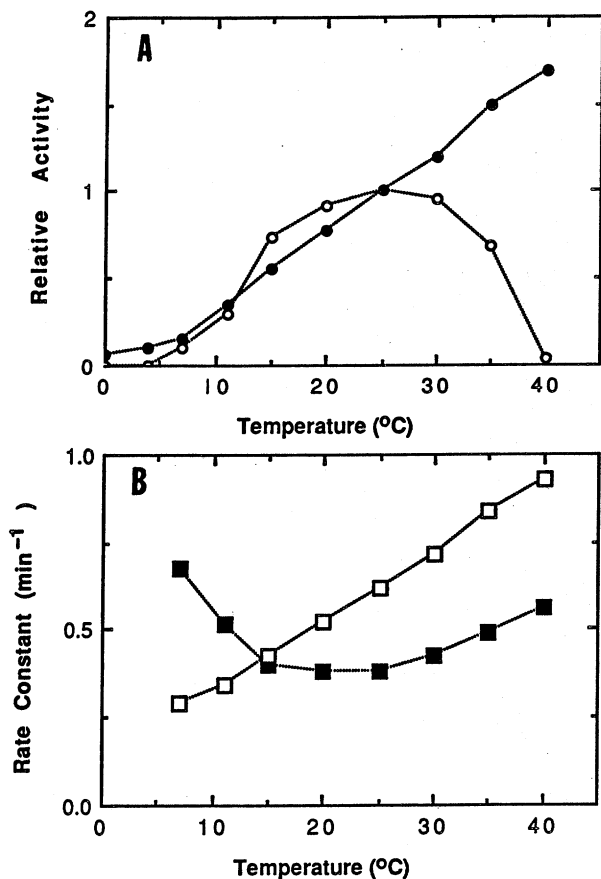 2
A
1
0
Relative Activity
0 10 20 30 40
Temperature (°C)
1.0
B
0.5
0.0
Rate Constant (min⁻¹ )
0 10 20 30 40
Temperature (°C)